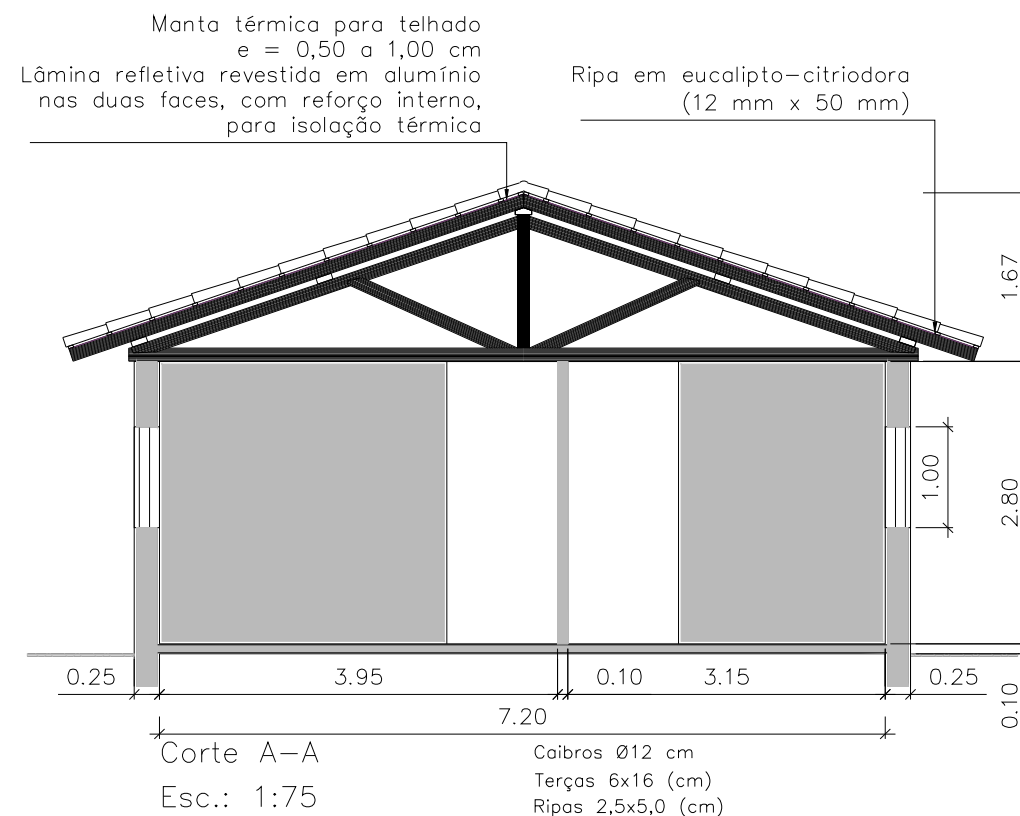 Manta térmica para telhado
e = 0,50 a 1,00 cm
Lâmina refletiva revestida em alumínio
nas duas faces, com reforço interno,
para isolação térmica
Ripa em eucalipto-citriodora
(12 mm x 50 mm)
1.67
1.00
2.80
0.25
3.95
0.10
3.15
0.25
0.10
7.20
Corte A-A
Esc.: 1:75
Caibros Ø12 cm
Terças 6x16 (cm)
Ripas 2,5x5,0 (cm)